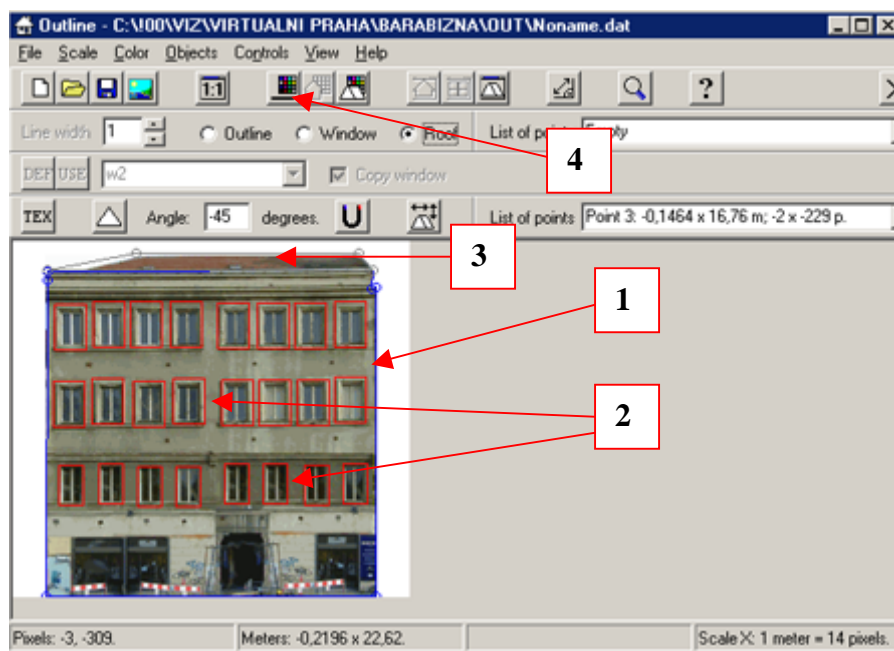 Outline - C:\!00\VIZ\VIRTUALNI PRAHA\BARABIZNA\OUT\Noname.dat
File Scale Color Objects Controls View Help
1:1 ?
Line width 1 Outline Window Roof List of points
4
DEF USE w2 Copy window
TEX Angle: -45 degrees. U List of points Point 3: -0,1464 x 16,76 m; -2 x -229 p.
3
1
2
Pixels: -3, -309. Meters: -0,2196 x 22,62. Scale X: 1 meter = 14 pixels.